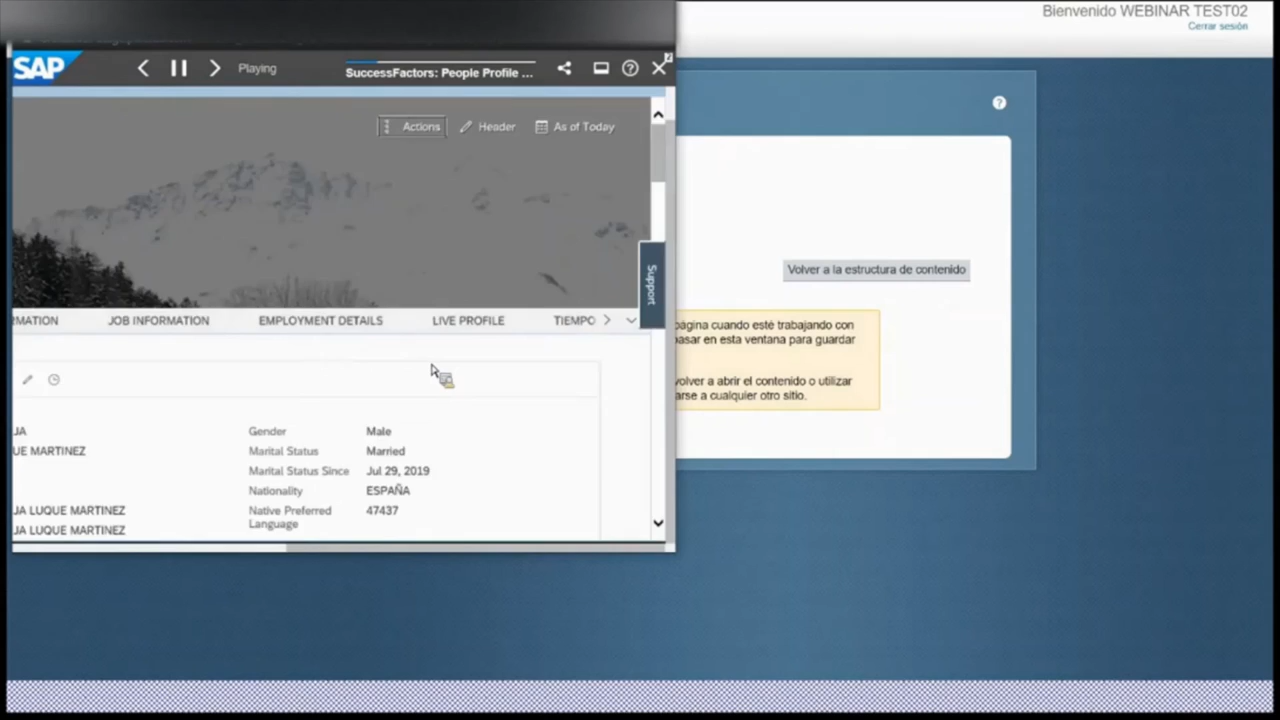 Bienvenido WEBINAR TEST02
Cerrar sesión
SAP
Playing
SuccessFactors: People Profile ...
Actions
Header
As of Today
Support
RMATION
JOB INFORMATION
EMPLOYMENT DETAILS
LIVE PROFILE
TIEMPO
JA
UE MARTINEZ
JA LUQUE MARTINEZ
JA LUQUE MARTINEZ
Gender Male
Marital Status Married
Marital Status Since Jul 29, 2019
Nationality ESPAÑA
Native Preferred 47437
Language
Volver a la estructura de contenido
página cuando esté trabajando con
pasar en esta ventana para guardar
volver a abrir el contenido o utilizar
arse a cualquier otro sitio.